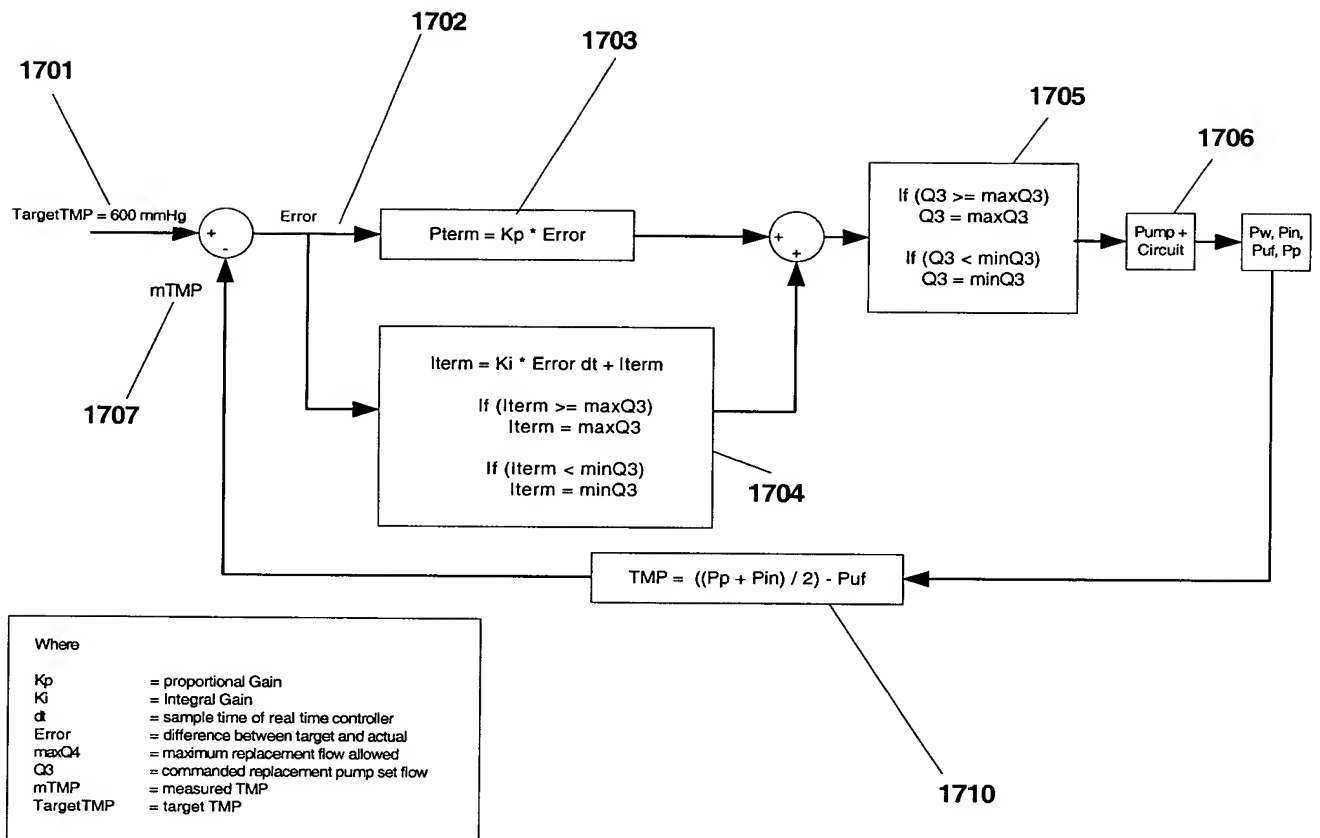 1701
1702
1703
1705
1706
TargetTMP = 600 mmHg
+
-
Error
Pterm = Kp * Error
+
+
If (Q3 >= maxQ3)
Q3 = maxQ3
If (Q3 < minQ3)
Q3 = minQ3
Pump +
Circuit
Pw, Pin,
Puf, Pp
mTMP
1707
Iterm = Ki * Error dt + Iterm
If (Iterm >= maxQ3)
Iterm = maxQ3
If (Iterm < minQ3)
Iterm = minQ3
1704
TMP = ((Pp + Pin) / 2) - Puf
1710
Where
Kp = proportional Gain
Ki = Integral Gain
dt = sample time of real time controller
Error = difference between target and actual
maxQ4 = maximum replacement flow allowed
Q3 = commanded replacement pump set flow
mTMP = measured TMP
TargetTMP = target TMP